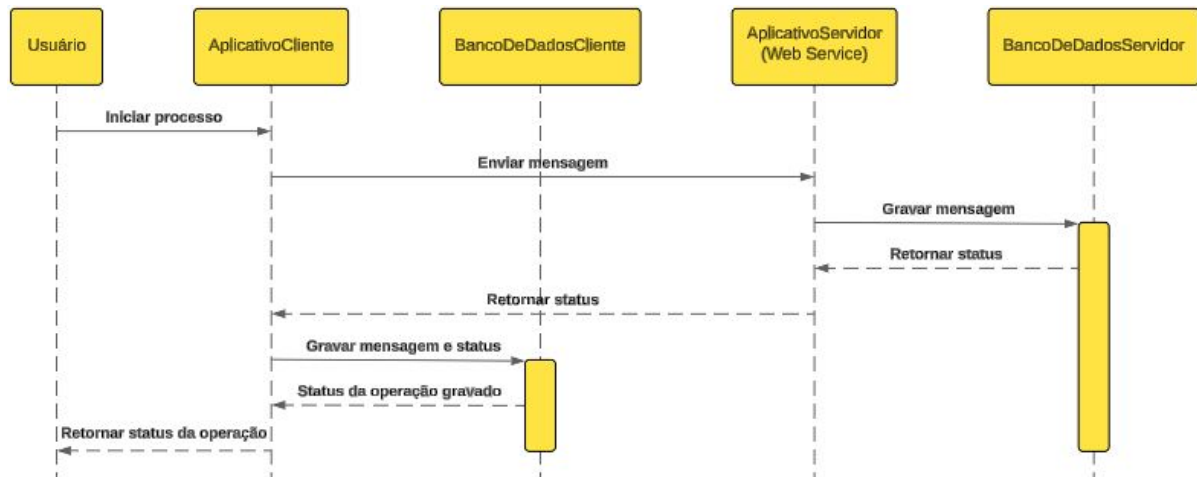 Usuário
AplicativoCliente
BancoDeDadosCliente
AplicativoServidor
(Web Service)
BancoDeDadosServidor
Iniciar processo
Enviar mensagem
Gravar mensagem
Retornar status
Retornar status
Gravar mensagem e status
Status da operação gravado
Retornar status da operação